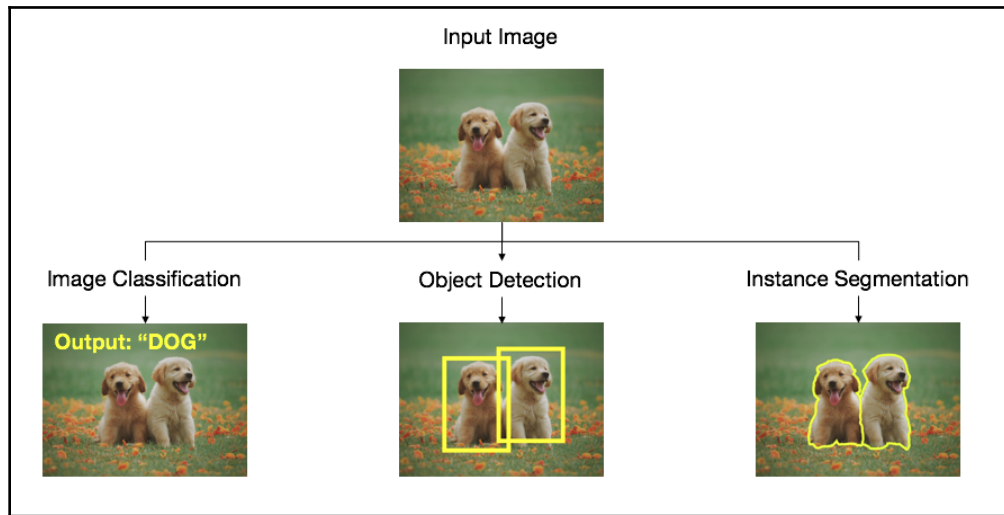 Input Image
Image Classification
Object Detection
Instance Segmentation
Output: “DOG”